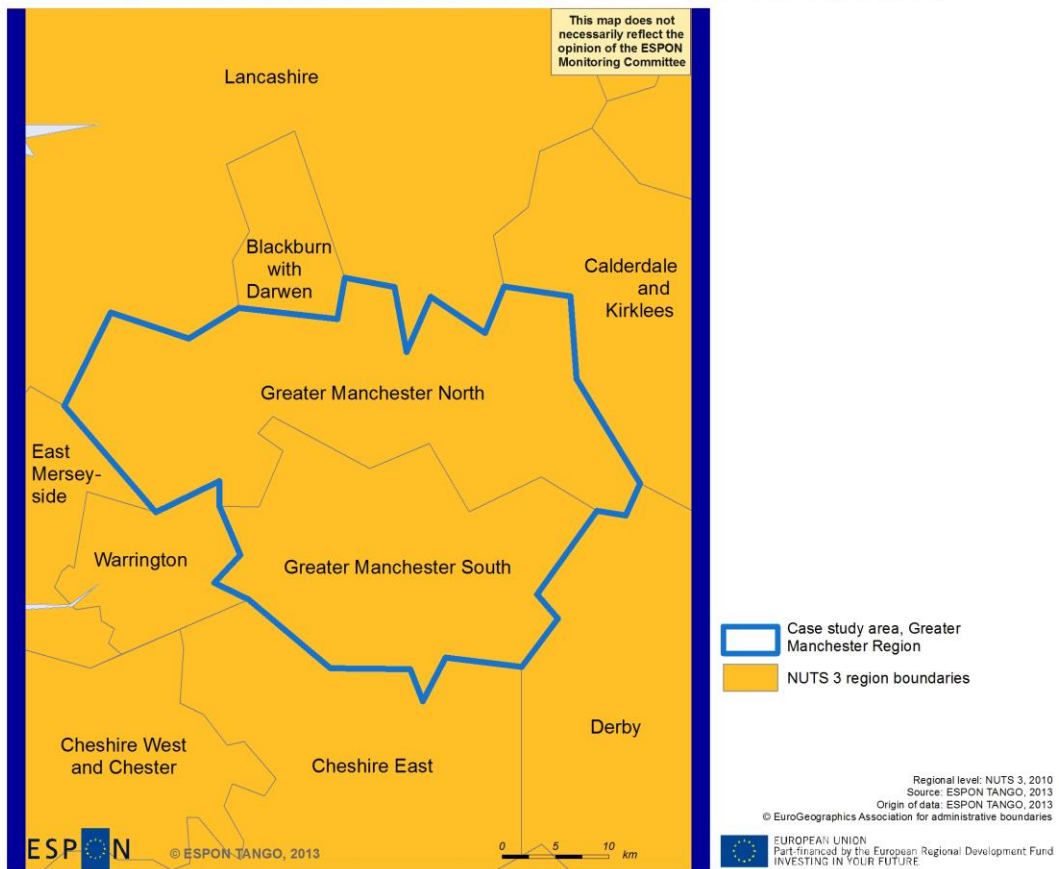 This map does not
necessarily reflect the
opinion of the ESPON
Monitoring Committee
Lancashire
Blackburn
with
Darwen
Calderdale
and
Kirklees
Greater Manchester North
East
Mersey-
side
Warrington
Greater Manchester South
Case study area, Greater
Manchester Region
NUTS 3 region boundaries
Derby
Cheshire West
and Chester
Cheshire East
Regional level: NUTS 3, 2010
Source: ESPON TANGO, 2013
Origin of data: ESPON TANGO, 2013
© EuroGeographics Association for administrative boundaries
ESPON
© ESPON TANGO, 2013
0 5 10
km
EUROPEAN UNION
Part-financed by the European Regional Development Fund
INVESTING IN YOUR FUTURE